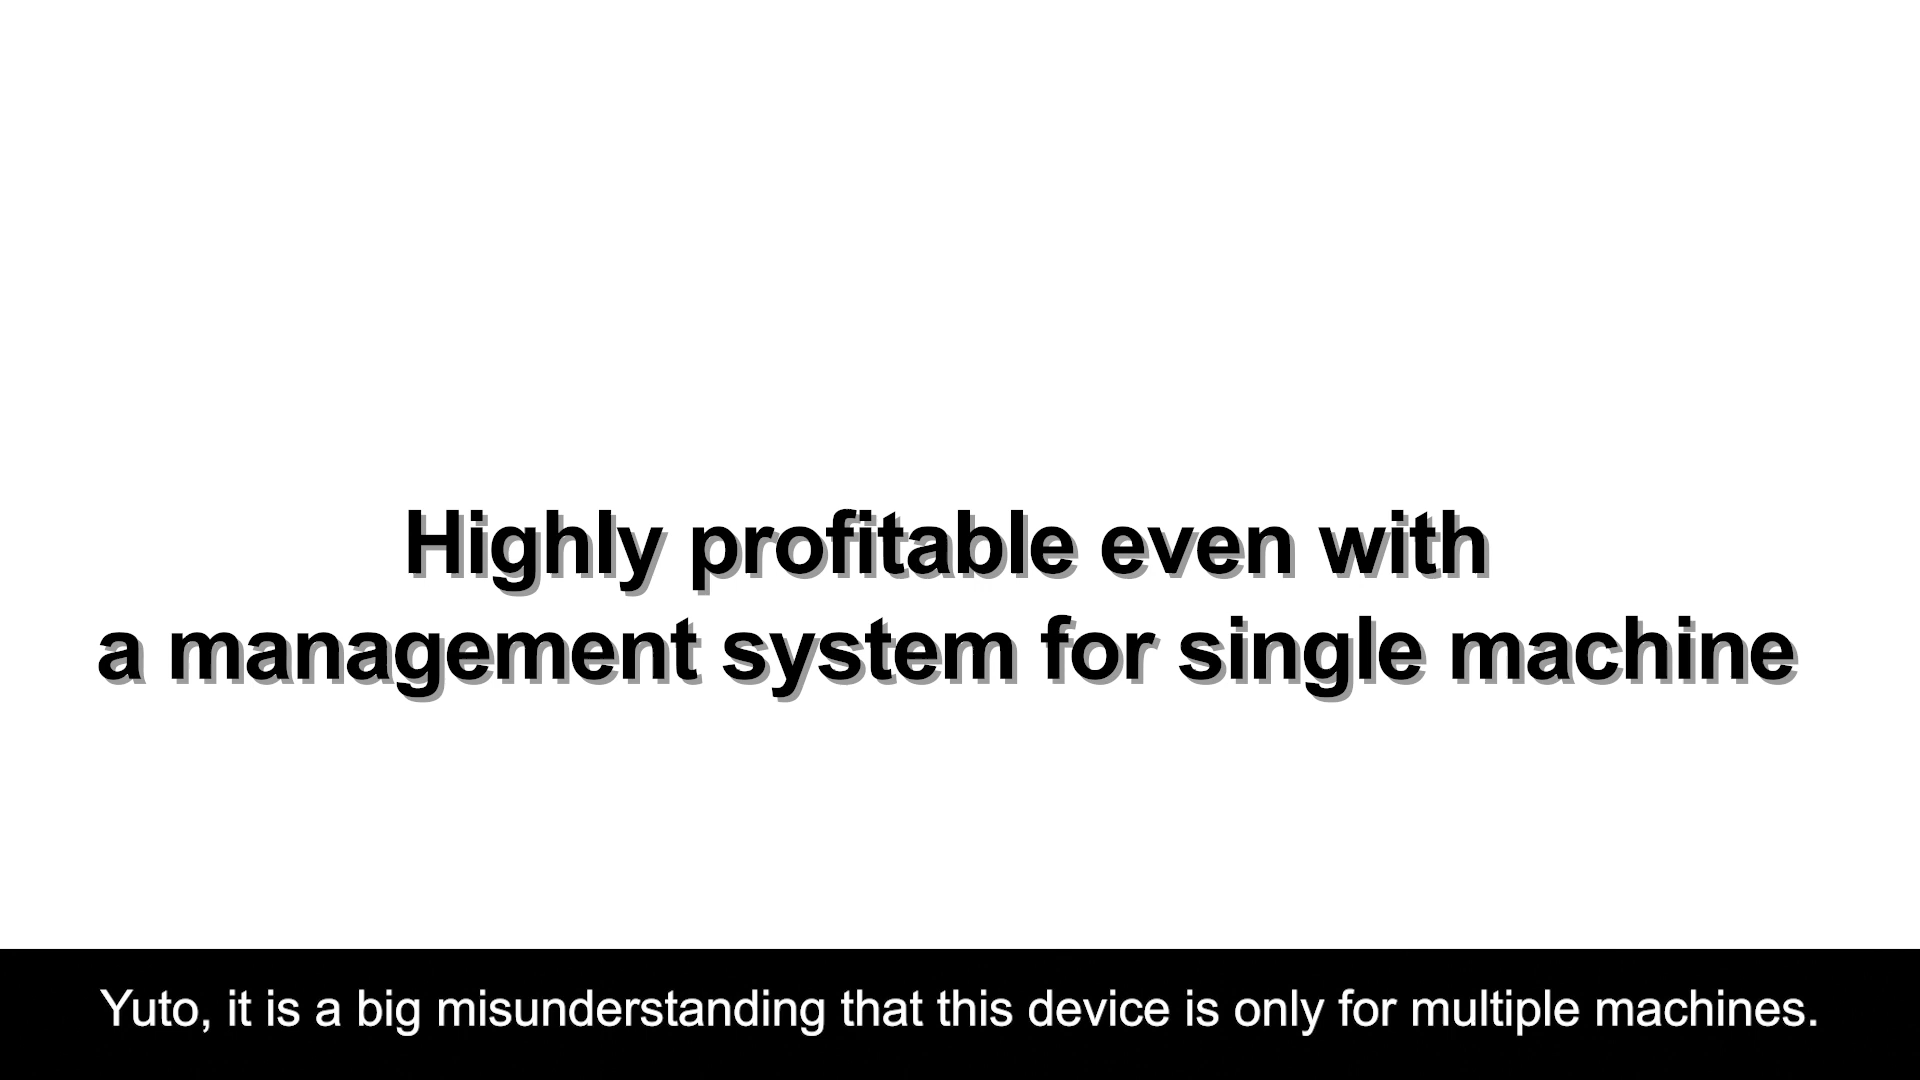 Highly profitable even with
a management system for single machine
Yuto, it is a big misunderstanding that this device is only for multiple machines.